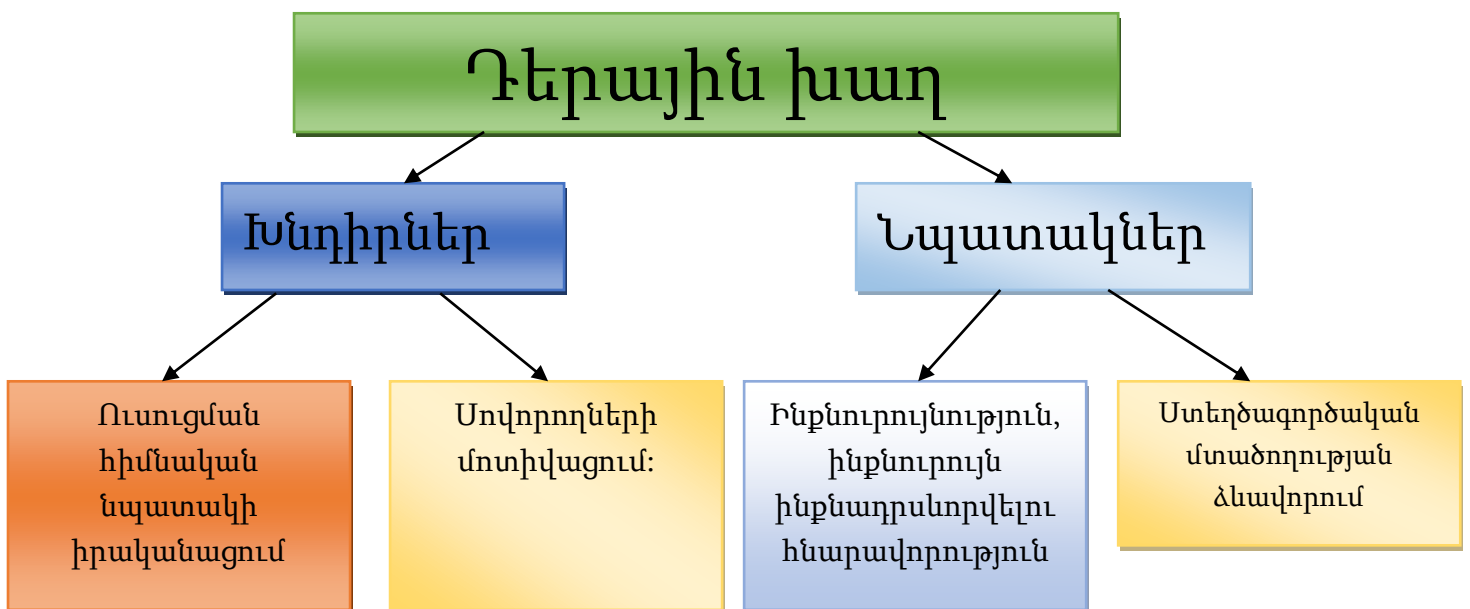 Դերային խաղ
Խնդիրներ
Նպատակներ
Ուսուցման
հիմնական
նպատակի
իրականացում
Սովորողների
մոտիվացում:
Ինքնուրույնություն,
ինքնուրույն
ինքնադրսևորվելու
հնարավորություն
Ստեղծագործական
մտածողության
ձևավորում